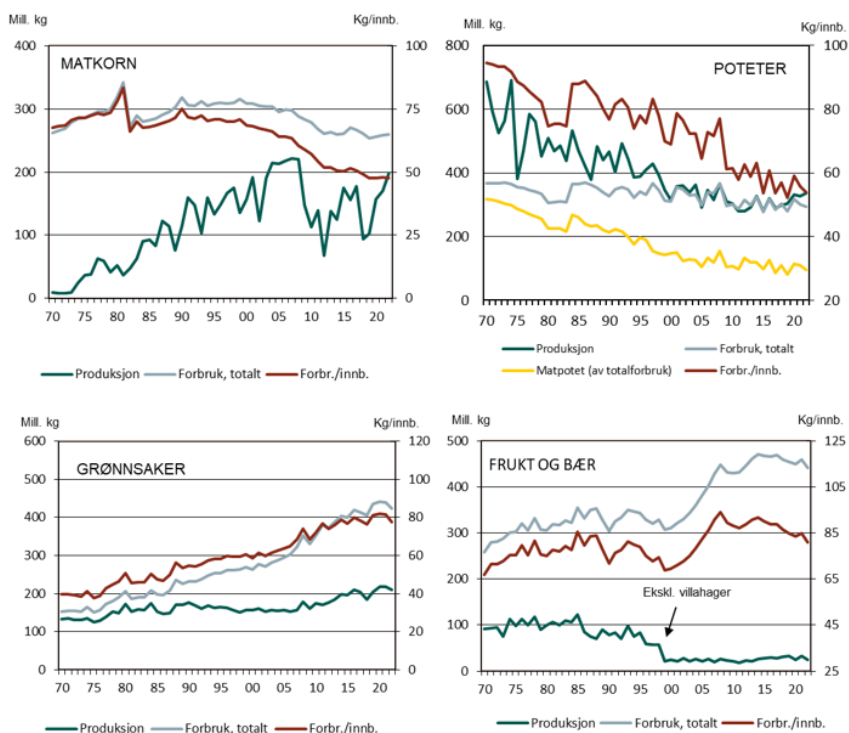 Mill. kg Kg/innb.
400 100
MATKORN
300 75
200 50
100 25
0 0
70 75 80 85 90 95 00 05 10 15 20
Produksjon Forbruk, totalt Forbr./innb.
Mill. kg. Kg/innb.
800 100
POTETER
600 80
400 60
200 40
0 20
70 75 80 85 90 95 00 05 10 15 20
Produksjon Forbruk, totalt
Matpotet (av totalforbruk) Forbr./innb.
Mill. kg Kg/innb.
600 120
GRØNNSAKER
500 100
400 80
300 60
200 40
100 20
0 0
70 75 80 85 90 95 00 05 10 15 20
Produksjon Forbruk, totalt Forbr./innb.
Mill. kg Kg/innb.
500 125
FRUKT OG BÆR
400 105
300 85
200 65
Ekskl. villahager
100 45
0 25
70 75 80 85 90 95 00 05 10 15 20
Produksjon Forbruk, totalt Forbr./innb.